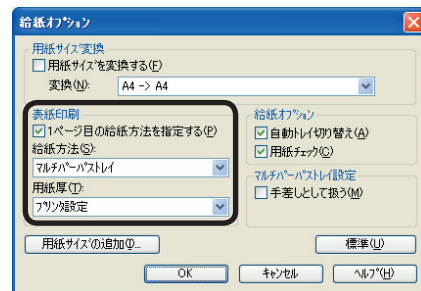 給紙オプション
用紙サイズ変換
用紙サイズを変換する(F)
変換(N):
A4 -> A4
表紙印刷
1ページ目の給紙方法を指定する(P)
給紙方法(S):
マルチパーパストレイ
用紙厚(T):
プリンタ設定
給紙オプション
自動トレイ切り替え(A)
用紙チェック(C)
マルチパーパストレイ設定
手差しとして扱う(M)
用紙サイズの追加(I)...
標準(U)
OK
キャンセル
ヘルプ(H)